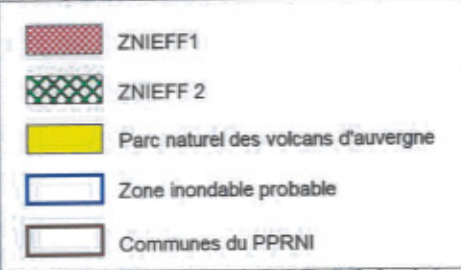 ZNIEFF1
ZNIEFF 2
Parc naturel des volcans d'auvergne
Zone inondable probable
Communes du PPRNI